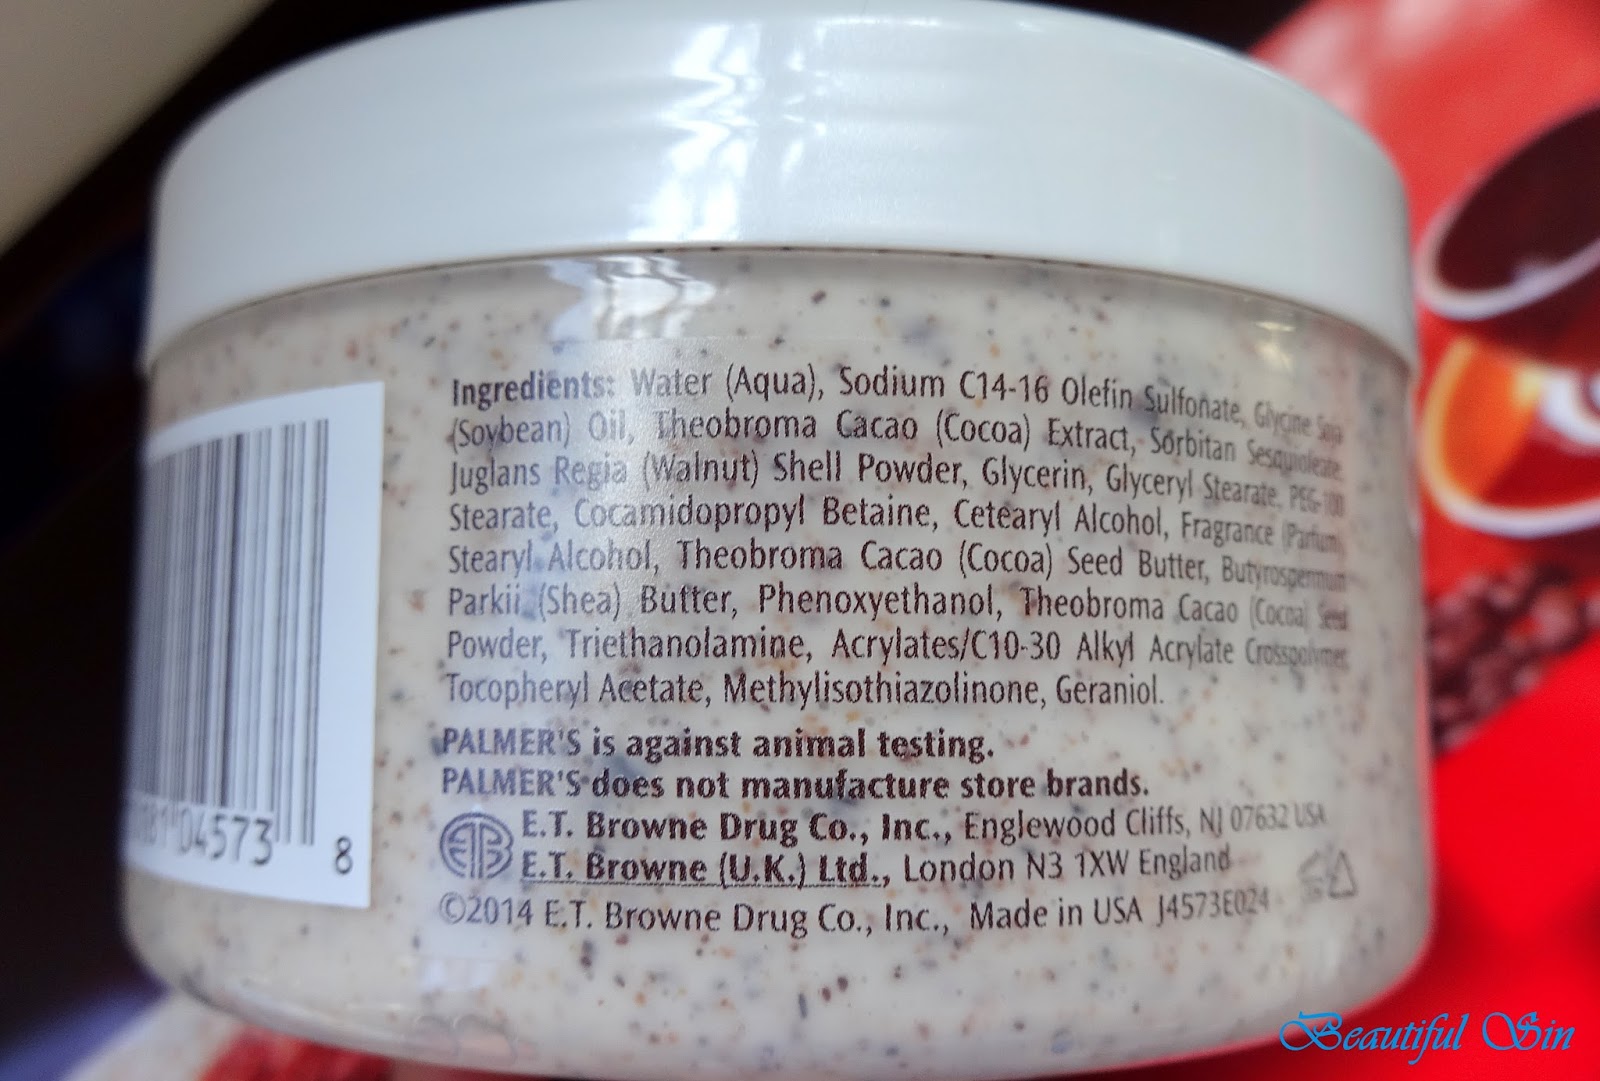 Ingredients: Water (Aqua), Sodium C14-16 Olefin Sulfonate, Glycine Soja
(Soybean) Oil, Theobroma Cacao (Cocoa) Extract, Sorbitan Sesquioleate,
Juglans Regia (Walnut) Shell Powder, Glycerin, Glyceryl Stearate, PEG-100
Stearate, Cocamidopropyl Betaine, Cetearyl Alcohol, Fragrance (Parfum),
Stearyl Alcohol, Theobroma Cacao (Cocoa) Seed Butter, Butyrospermum
Parkii (Shea) Butter, Phenoxyethanol, Theobroma Cacao (Cocoa) Seed
Powder, Triethanolamine, Acrylates/C10-30 Alkyl Acrylate Crosspolymer,
Tocopheryl Acetate, Methylisothiazolinone, Geraniol.
PALMER'S is against animal testing.
PALMER'S does not manufacture store brands.
E.T. Browne Drug Co., Inc., Englewood Cliffs, NJ 07632 USA
E.T. Browne (U.K.) Ltd., London N3 1XW England
©2014 E.T. Browne Drug Co., Inc., Made in USA J4573E024
04573 8
Beautiful Sin